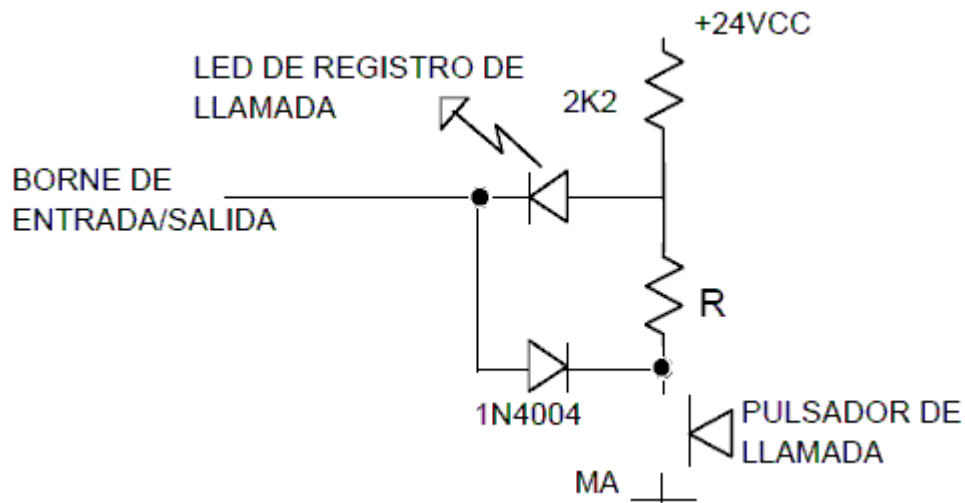 +24VCC
LED DE REGISTRO DE
LLAMADA
2K2
BORNE DE
ENTRADA/SALIDA
R
1N4004
PULSADOR DE
LLAMADA
MA